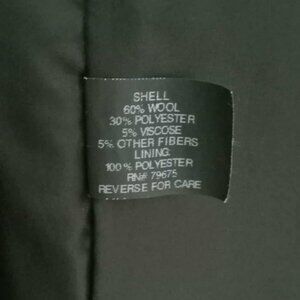 SHELL
60% WOOL
30% POLYESTER
5% VISCOSE
5% OTHER FIBERS
LINING
100% POLYESTER
RN# 79675
REVERSE FOR CARE